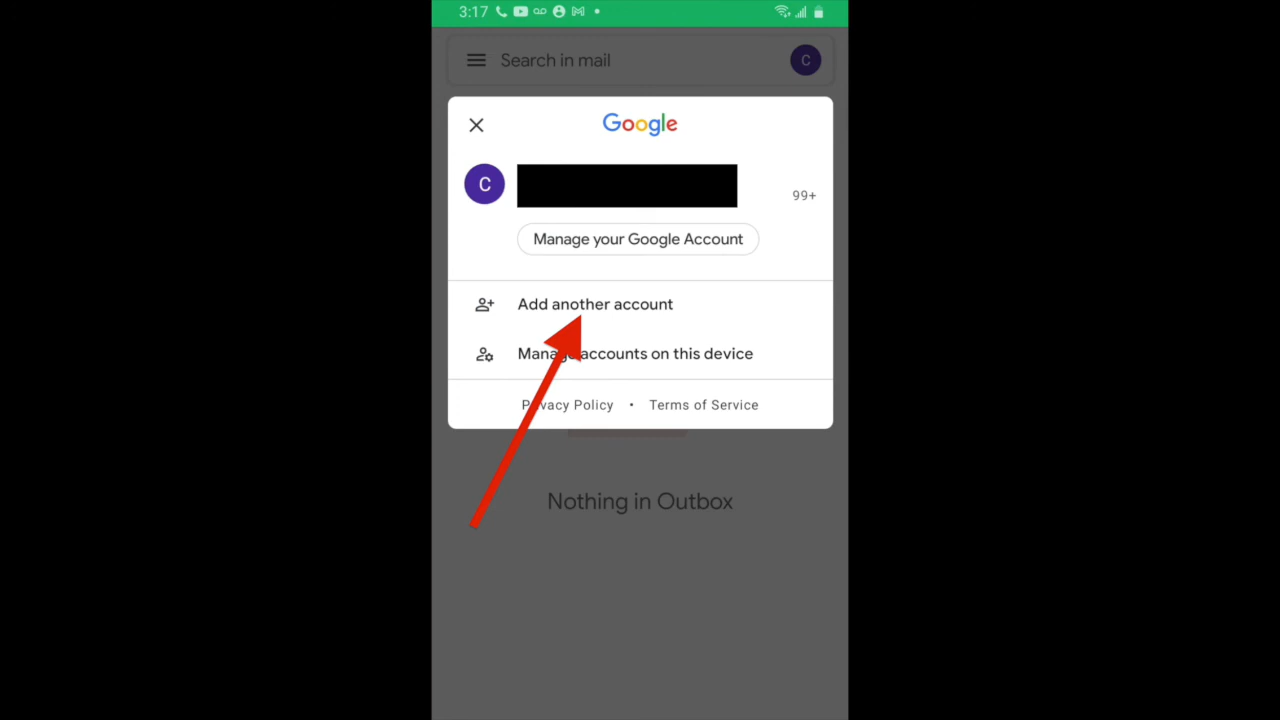 3:17
Search in mail
C
Google
C
99+
Manage your Google Account
Add another account
Manage accounts on this device
Privacy Policy • Terms of Service
Nothing in Outbox